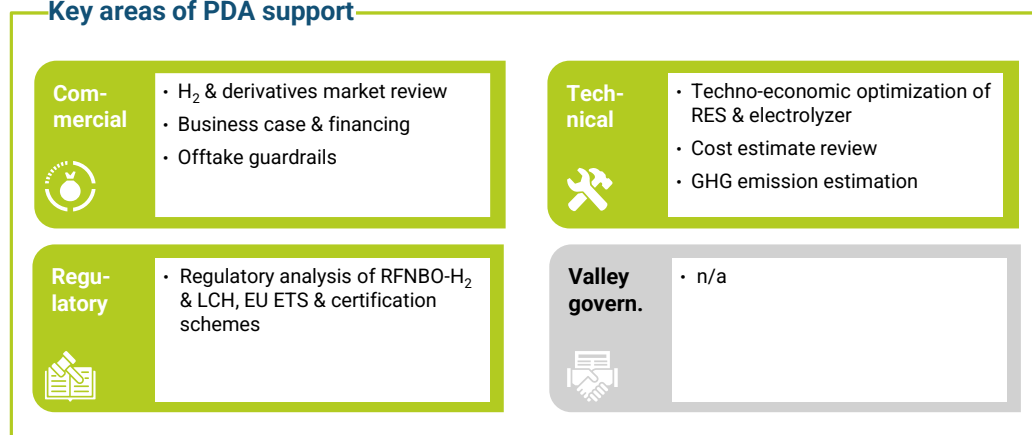 Key areas of PDA support
Com-
mercial
• H₂ & derivatives market review
• Business case & financing
• Offtake guardrails
Tech-
nical
• Techno-economic optimization of
RES & electrolyzer
• Cost estimate review
• GHG emission estimation
Regu-
latory
• Regulatory analysis of RFNBO-H₂
& LCH, EU ETS & certification
schemes
Valley
govern.
• n/a